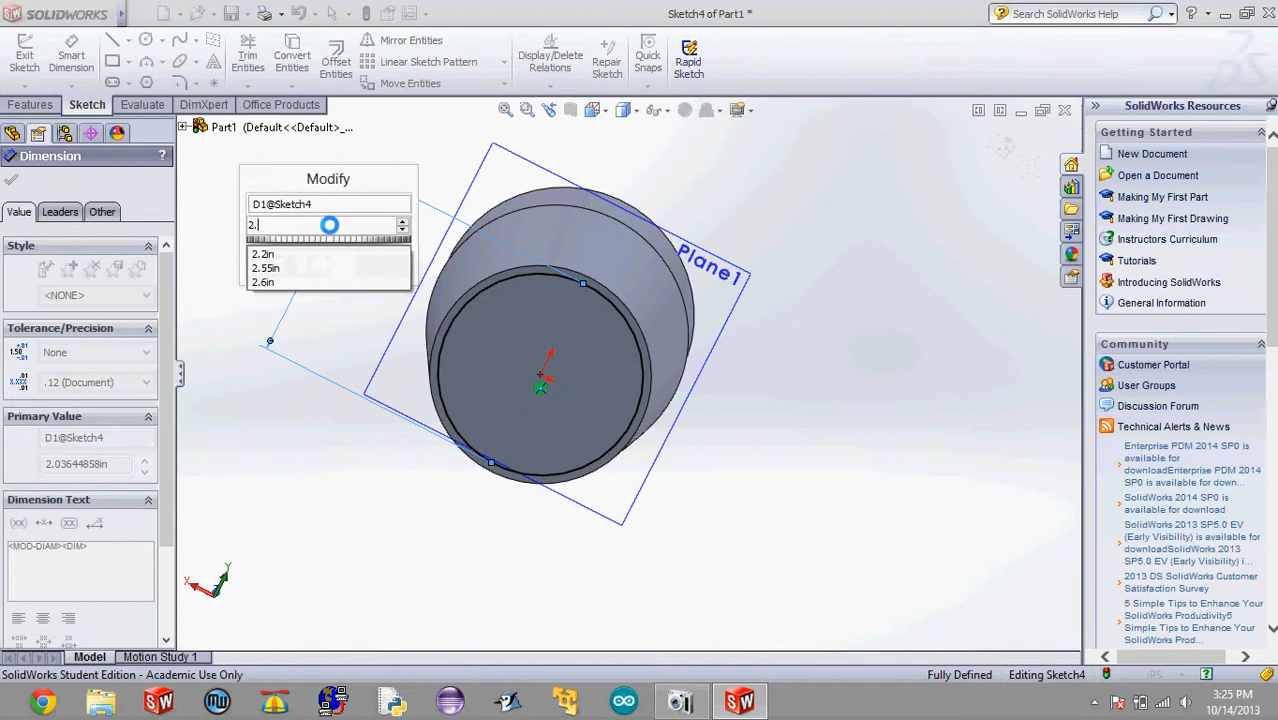 SOLIDWORKS
Sketch4 of Part1 *
Search SolidWorks Help
Exit Sketch
Smart Dimension
Trim Entities
Convert Entities
Offset Entities
Mirror Entities
Linear Sketch Pattern
Move Entities
Display/Delete Relations
Repair Sketch
Quick Snaps
Rapid Sketch
Features
Sketch
Evaluate
DimXpert
Office Products
Part1 (Default<<Default>_...
Dimension
?
Value
Leaders
Other
Style
<NONE>
Tolerance/Precision
None
.12 (Document)
Primary Value
D1@Sketch4
2.03644858in
Dimension Text
<MOD-DIAM><DIM>
Modify
D1@Sketch4
2.
2.2in
2.55in
2.6in
Plane1
X
Y
SolidWorks Resources
Getting Started
New Document
Open a Document
Making My First Part
Making My First Drawing
Instructors Curriculum
Tutorials
Introducing SolidWorks
General Information
Community
Customer Portal
User Groups
Discussion Forum
Technical Alerts & News
Enterprise PDM 2014 SP0 is
available for
downloadEnterprise PDM 2014
SP0 is available for down...
SolidWorks 2014 SP0 is
available for download
SolidWorks 2013 SP5.0 EV
(Early Visibility) is available for
downloadSolidWorks 2013
SP5.0 EV (Early Visibility) i...
2013 DS SolidWorks Customer
Satisfaction Survey
5 Simple Tips to Enhance Your
SolidWorks Productivity5
Simple Tips to Enhance Your
SolidWorks Prod...
Model
Motion Study 1
SolidWorks Student Edition - Academic Use Only
Fully Defined
Editing Sketch4
IPS
3:25 PM
10/14/2013